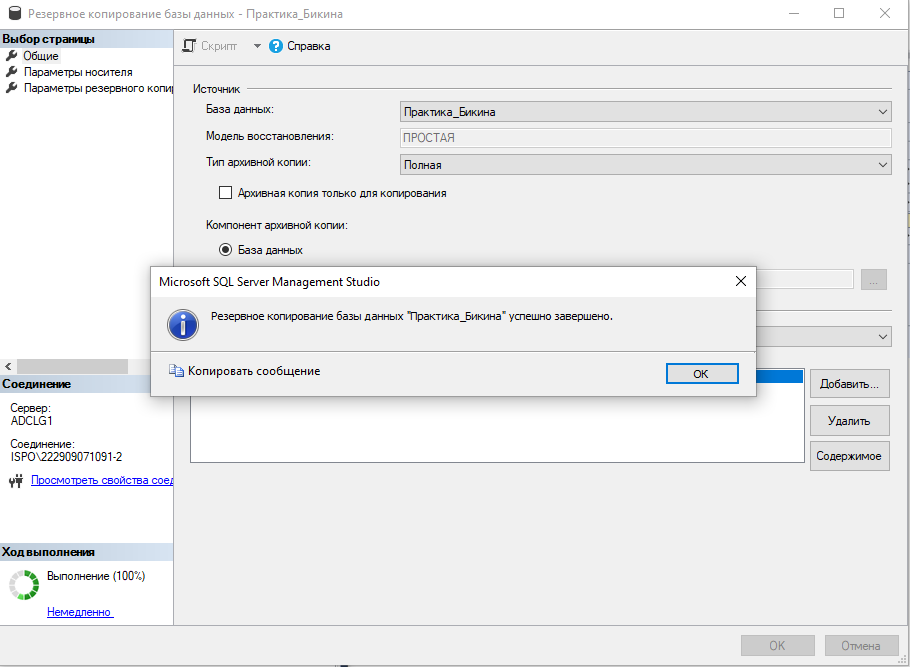 Резервное копирование базы данных - Практика_Бикина
Выбор страницы
Общие
Параметры носителя
Параметры резервного копир
Скрипт
Справка
Источник
База данных:
Практика_Бикина
Модель восстановления:
ПРОСТАЯ
Тип архивной копии:
Полная
Архивная копия только для копирования
Компонент архивной копии:
База данных
...
Microsoft SQL Server Management Studio
Резервное копирование базы данных "Практика_Бикина" успешно завершено.
Копировать сообщение
ОК
Добавить...
Удалить
Содержимое
Соединение
Сервер:
ADCLG1
Соединение:
ISPO\222909071091-2
Просмотреть свойства соед
Ход выполнения
Выполнение (100%)
Немедленно
ОК
Отмена